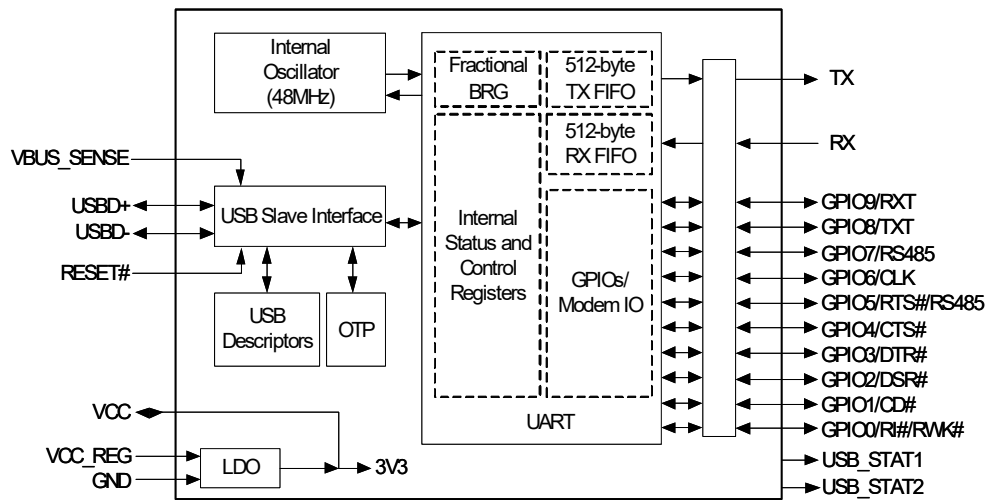 Internal
Oscillator
(48MHz)
Fractional
BRG
512-byte
TX FIFO
512-byte
RX FIFO
TX
RX
VBUS_SENSE
USBD+
USBD-
RESET#
USB Slave Interface
USB
Descriptors
OTP
Internal
Status and
Control
Registers
GPIOs/
Modem IO
UART
GPIO9/RXT
GPIO8/TXT
GPIO7/RS485
GPIO6/CLK
GPIO5/RTS#/RS485
GPIO4/CTS#
GPIO3/DTR#
GPIO2/DSR#
GPIO1/CD#
GPIO0/RI#/RWK#
USB_STAT1
USB_STAT2
VCC
VCC_REG
GND
LDO
3V3